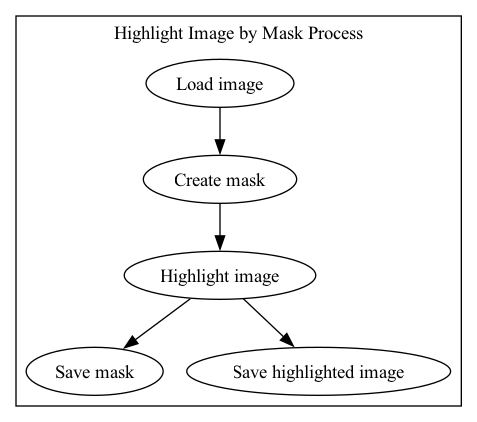 Highlight Image by Mask Process
Load image
Create mask
Highlight image
Save mask
Save highlighted image